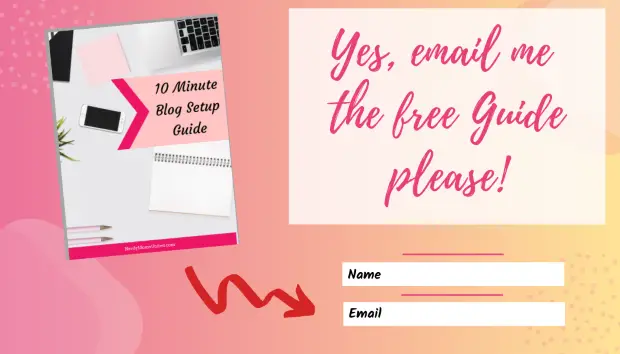 10 Minute
Blog Setup
Guide
Yes, email me
the free Guide
please!
Name
Email